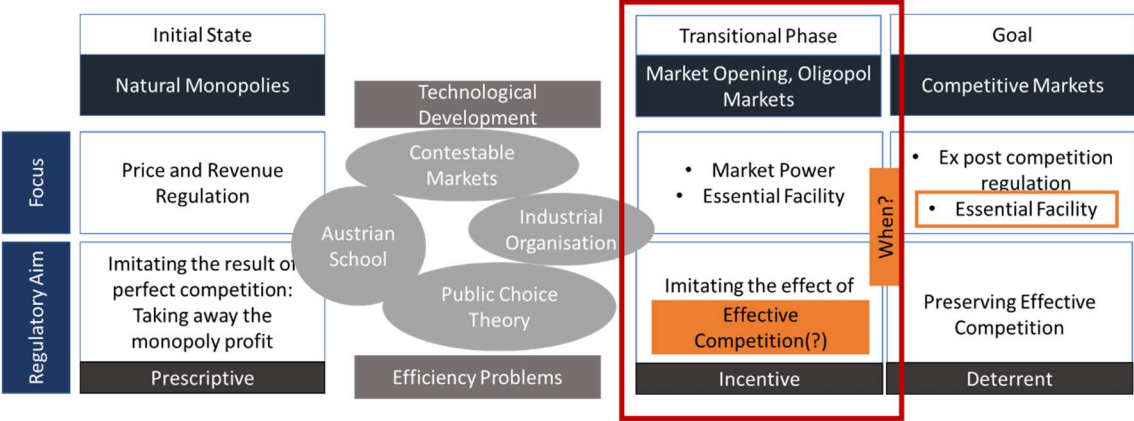 Initial State
Natural Monopolies
Technological
Development
Transitional Phase
Market Opening, Oligopol
Markets
Goal
Competitive Markets
Focus
Price and Revenue
Regulation
Contestable
Markets
Austrian
School
Industrial
Organisation
• Market Power
• Essential Facility
When?
• Ex post competition
regulation
• Essential Facility
Regulatory Aim
Imitating the result of
perfect competition:
Taking away the
monopoly profit
Prescriptive
Public Choice
Theory
Efficiency Problems
Imitating the effect of
Effective
Competition(?)
Incentive
Preserving Effective
Competition
Deterrent